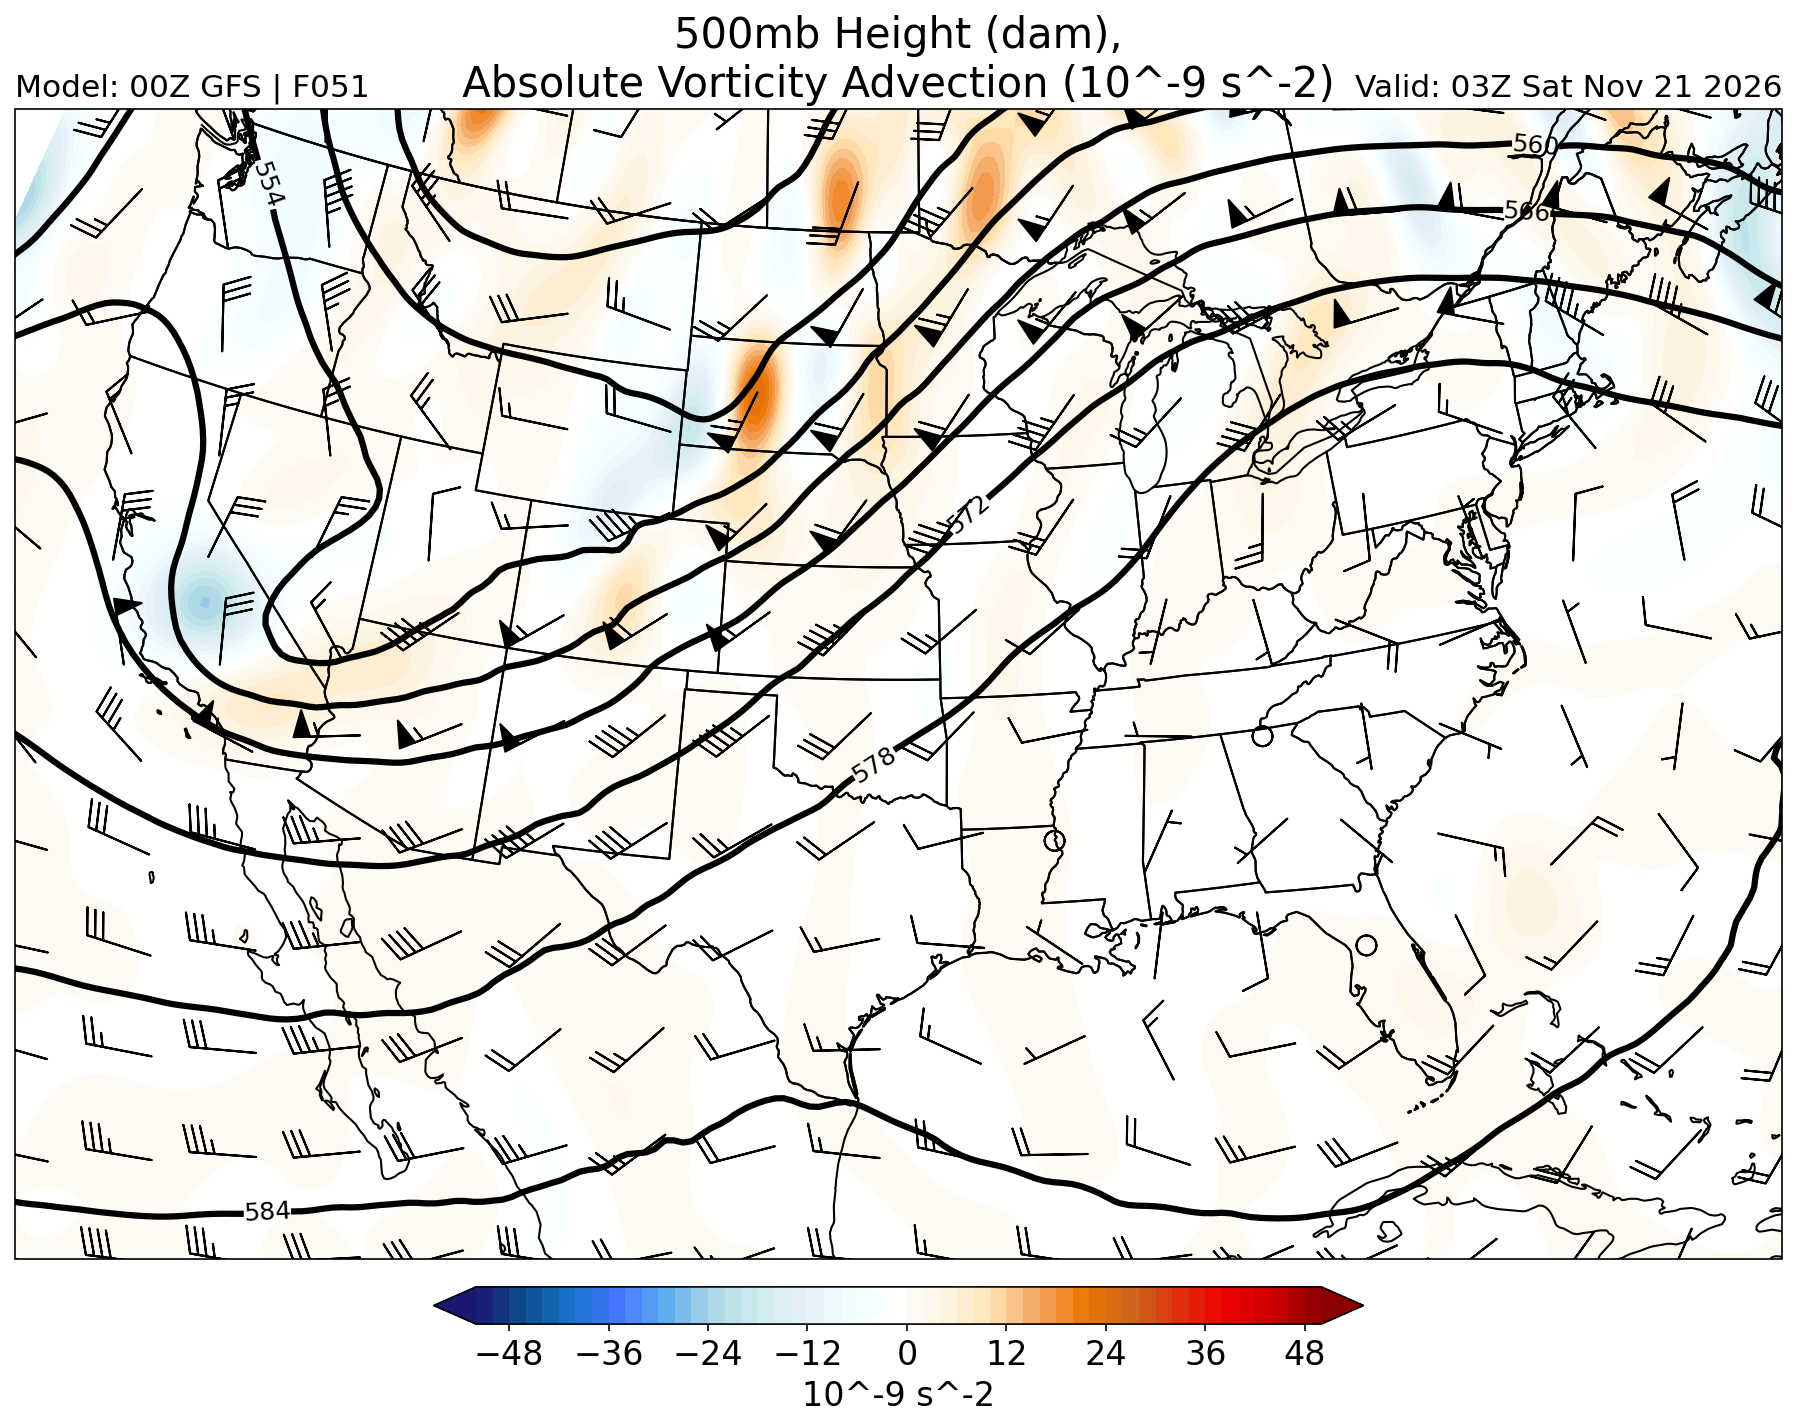 500mb Height (dam),
Model: 00Z GFS | F051
Absolute Vorticity Advection (10^-9 s^-2)
Valid: 03Z Sat Nov 21 2026
554
560
566
572
578
584
−48 −36 −24 −12 0 12 24 36 48
10^-9 s^-2